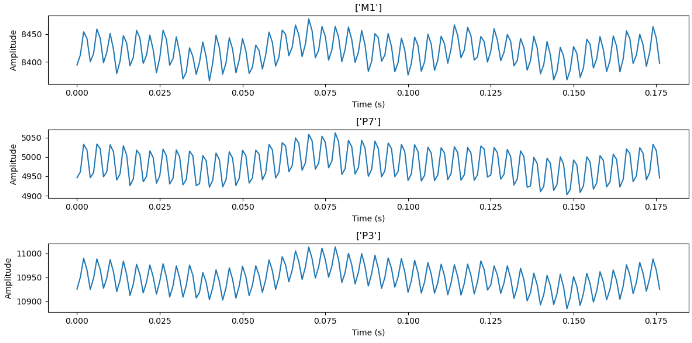 ['M1']
8450
8400
Amplitude
0.000 0.025 0.050 0.075 0.100 0.125 0.150 0.175
Time (s)
['P7']
5050
5000
4950
4900
Amplitude
0.000 0.025 0.050 0.075 0.100 0.125 0.150 0.175
Time (s)
['P3']
11000
10950
10900
Amplitude
0.000 0.025 0.050 0.075 0.100 0.125 0.150 0.175
Time (s)